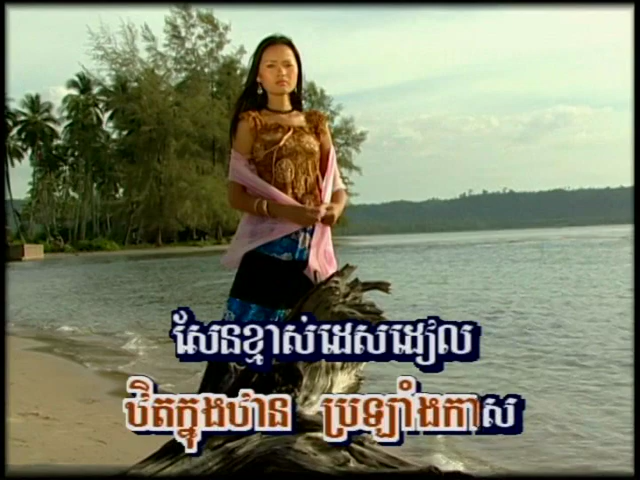 សែនខ្មាស់ដេសដៀល
ឋិតក្នុងឋាន ប្រឡាំងកាស